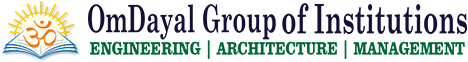 OmDayal Group of Institutions
ENGINEERING | ARCHITECTURE | MANAGEMENT